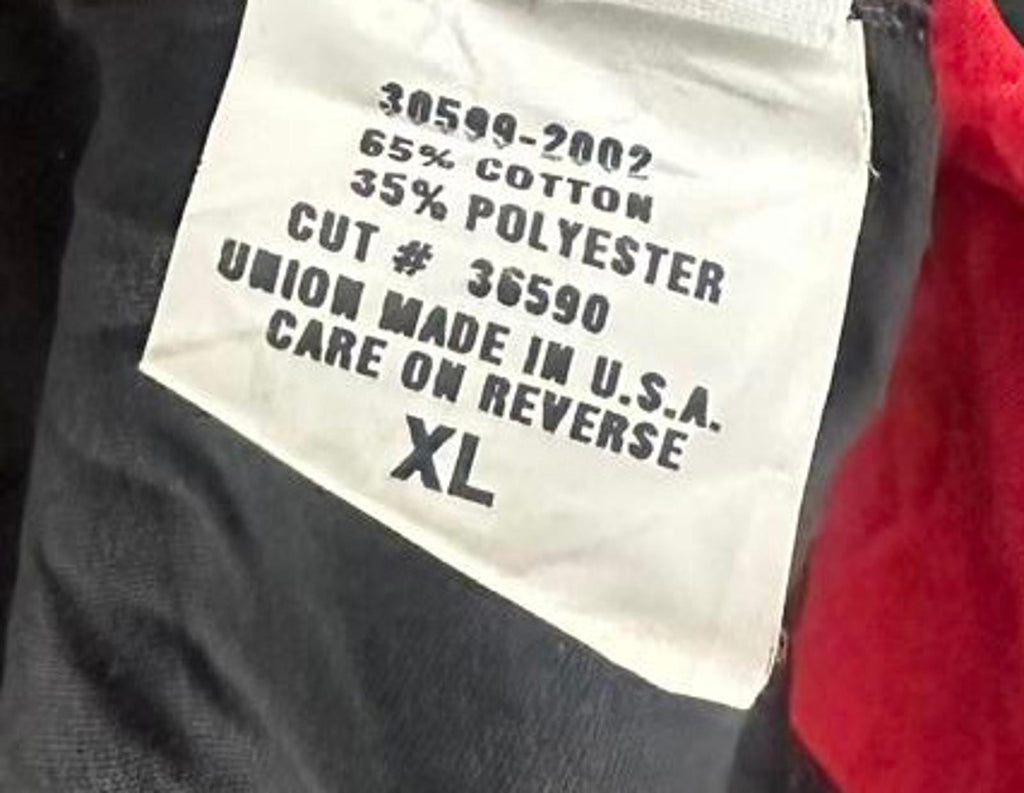 30599-2002
65% COTTON
35% POLYESTER
CUT # 36590
UNION MADE IN U.S.A.
CARE ON REVERSE
XL